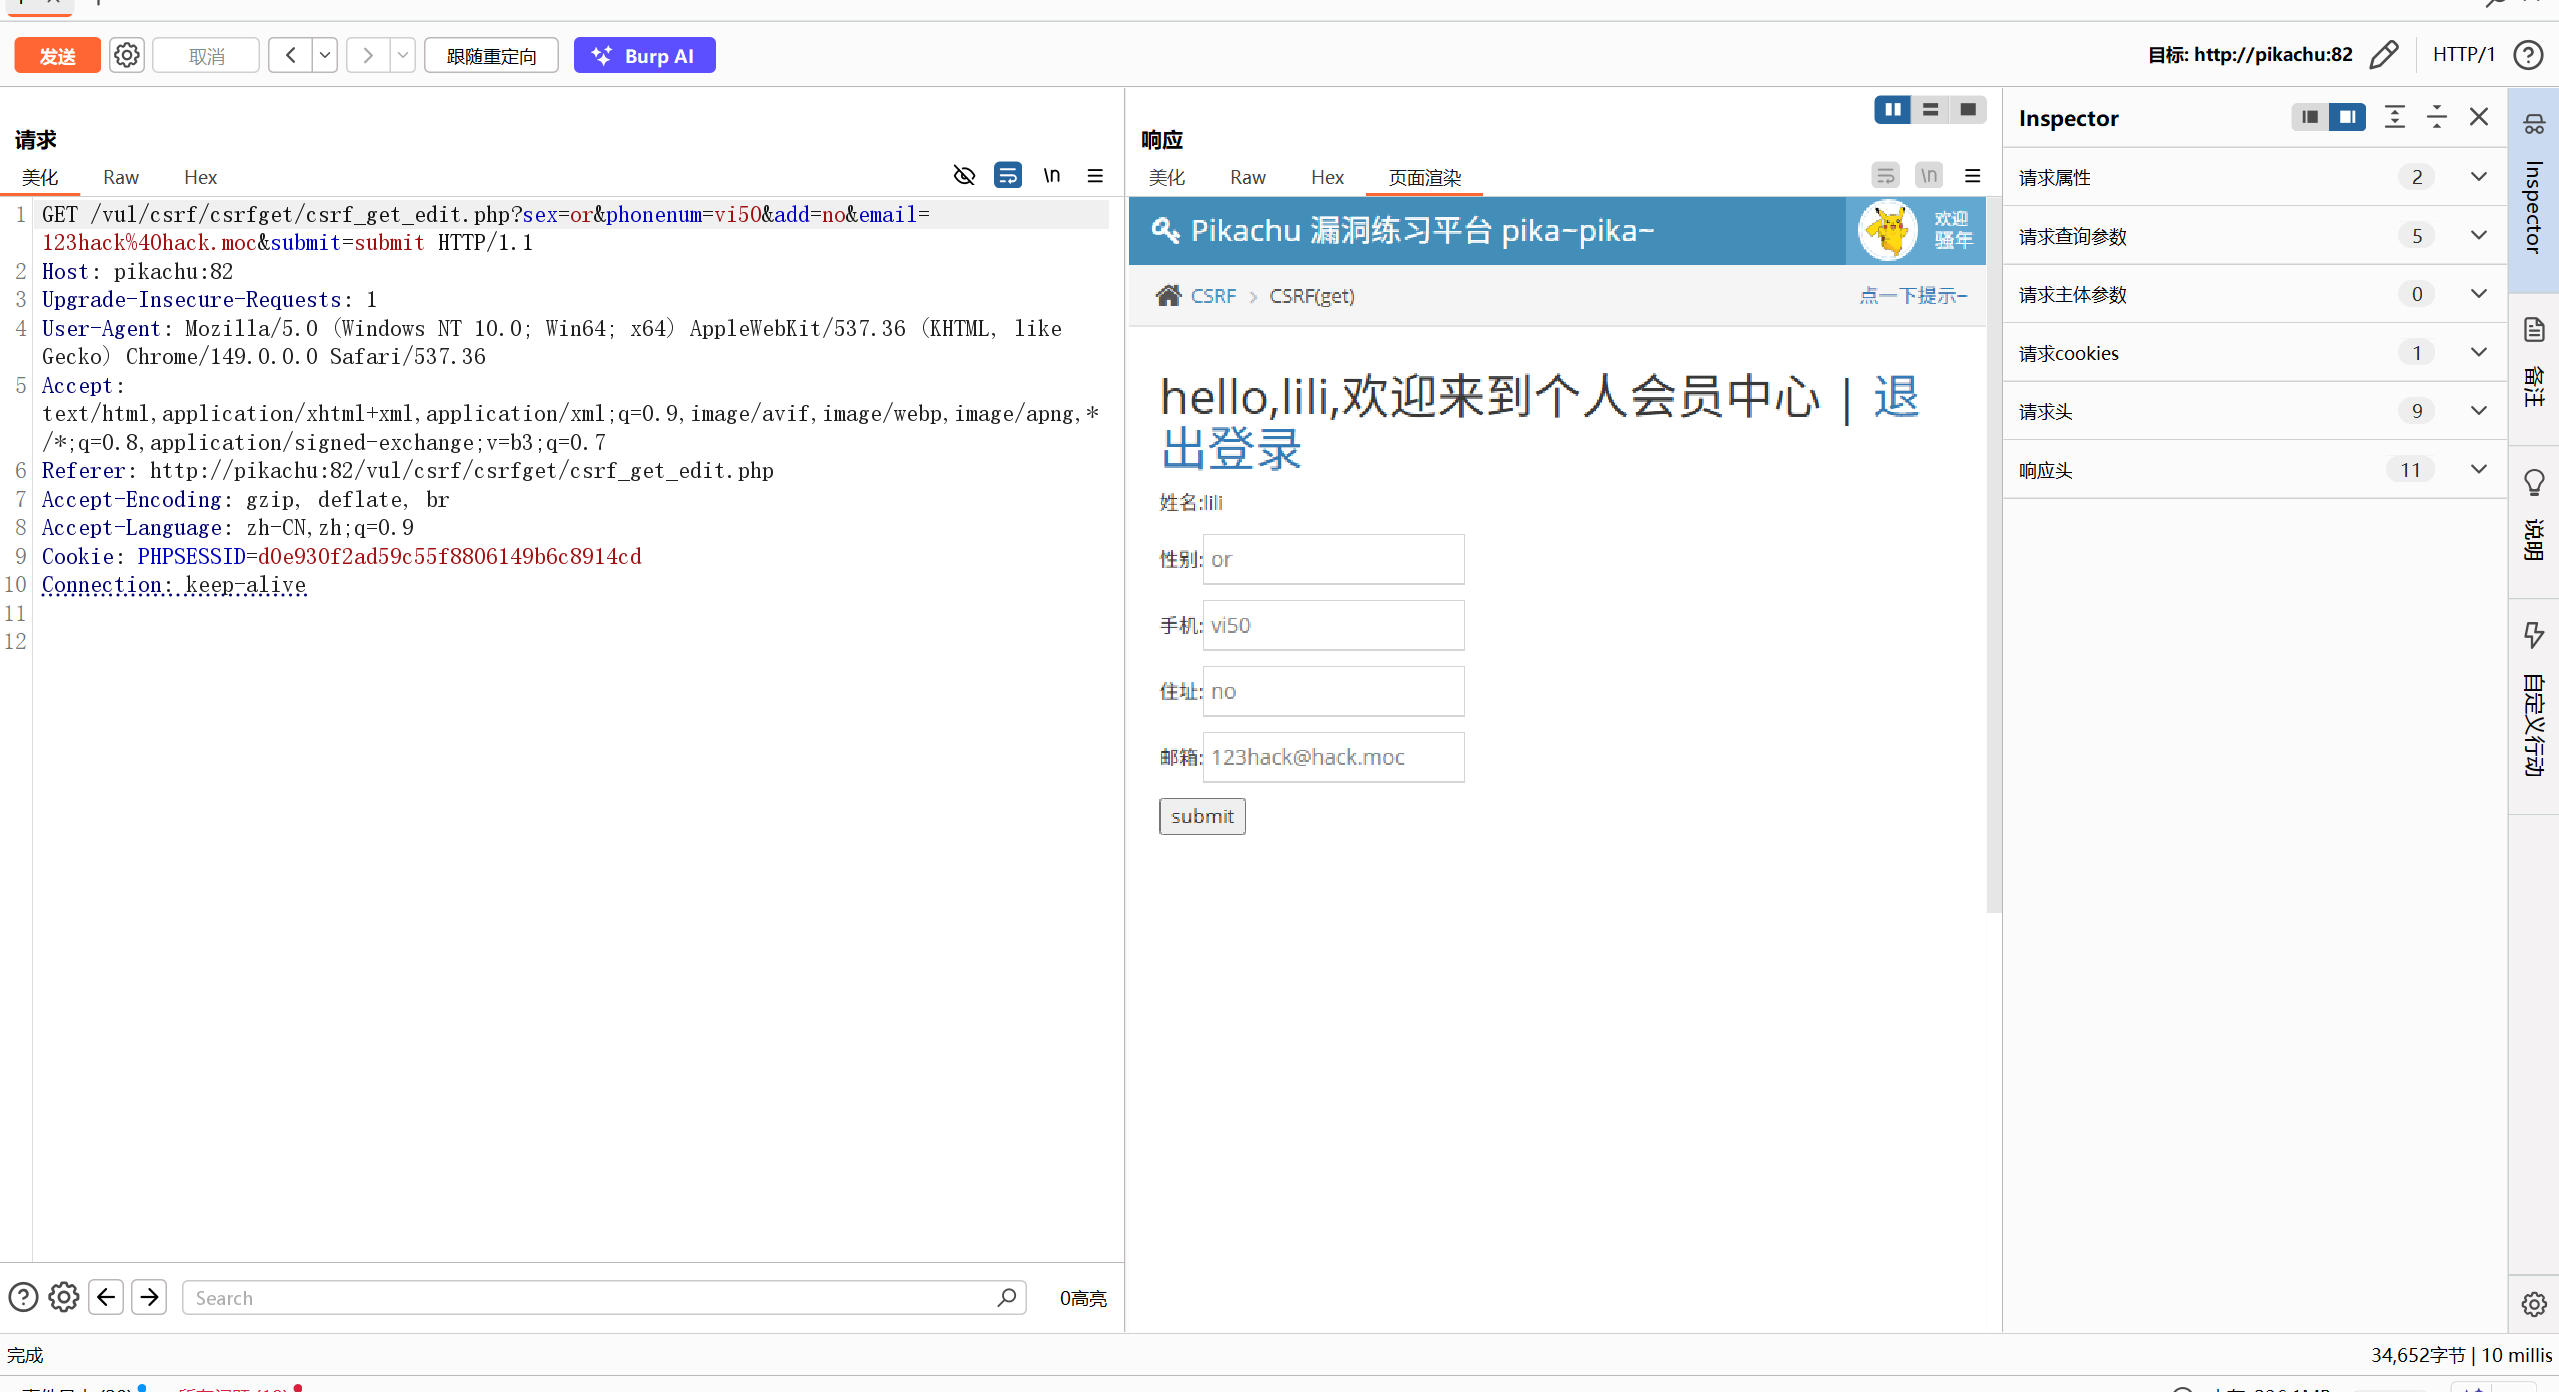 发送
取消
跟随重定向
Burp AI
目标: http://pikachu:82
HTTP/1
请求
美化 Raw Hex
\n
1 GET /vul/csrf/csrfget/csrf_get_edit.php?sex=or&phonenum=vi50&add=no&email=
123hack%40hack.moc&submit=submit HTTP/1.1
2 Host: pikachu:82
3 Upgrade-Insecure-Requests: 1
4 User-Agent: Mozilla/5.0 (Windows NT 10.0; Win64; x64) AppleWebKit/537.36 (KHTML, like
Gecko) Chrome/149.0.0.0 Safari/537.36
5 Accept:
text/html,application/xhtml+xml,application/xml;q=0.9,image/avif,image/webp,image/apng,*
/*;q=0.8,application/signed-exchange;v=b3;q=0.7
6 Referer: http://pikachu:82/vul/csrf/csrfget/csrf_get_edit.php
7 Accept-Encoding: gzip, deflate, br
8 Accept-Language: zh-CN,zh;q=0.9
9 Cookie: PHPSESSID=d0e930f2ad59c55f8806149b6c8914cd
10 Connection: keep-alive
11
12
Search
0高亮
响应
美化 Raw Hex 页面渲染
\n
Pikachu 漏洞练习平台 pika~pika~
欢迎
骚年
CSRF CSRF(get)
点一下提示~
hello,lili,欢迎来到个人会员中心 | 退
出登录
姓名:lili
性别: or
手机: vi50
住址: no
邮箱: 123hack@hack.moc
submit
Inspector
请求属性 2
请求查询参数 5
请求主体参数 0
请求cookies 1
请求头 9
响应头 11
Inspector
备注
说明
自定义行动
完成
34,652字节 | 10 millis